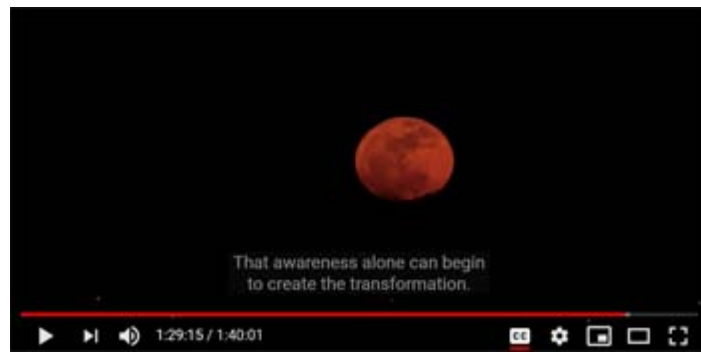 That awareness alone can begin
to create the transformation.
1:29:15 / 1:40:01
CC